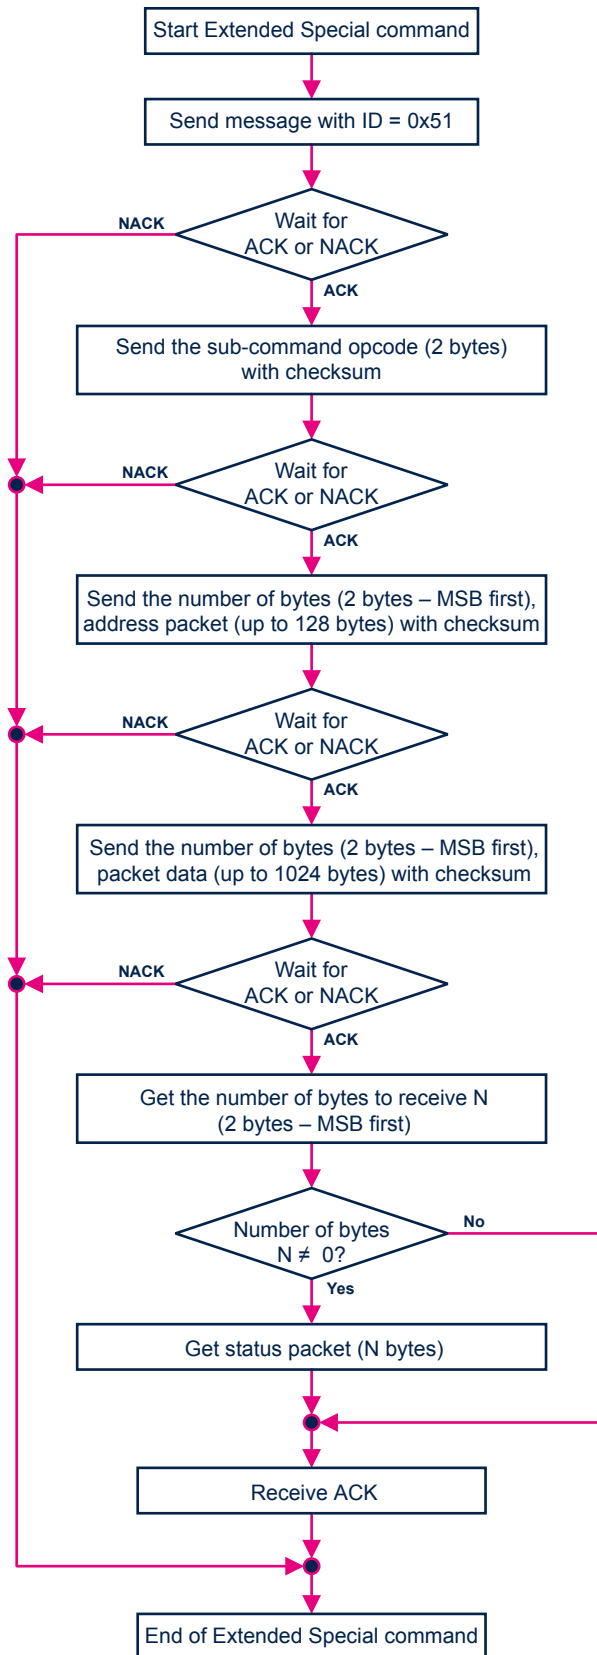 Start Extended Special command
Send message with ID = 0x51
NACK
Wait for
ACK or NACK
ACK
Send the sub-command opcode (2 bytes)
with checksum
NACK
Wait for
ACK or NACK
ACK
Send the number of bytes (2 bytes – MSB first),
address packet (up to 128 bytes) with checksum
NACK
Wait for
ACK or NACK
ACK
Send the number of bytes (2 bytes – MSB first),
packet data (up to 1024 bytes) with checksum
NACK
Wait for
ACK or NACK
ACK
Get the number of bytes to receive N
(2 bytes – MSB first)
Number of bytes
N ≠ 0?
No
Yes
Get status packet (N bytes)
Receive ACK
End of Extended Special command